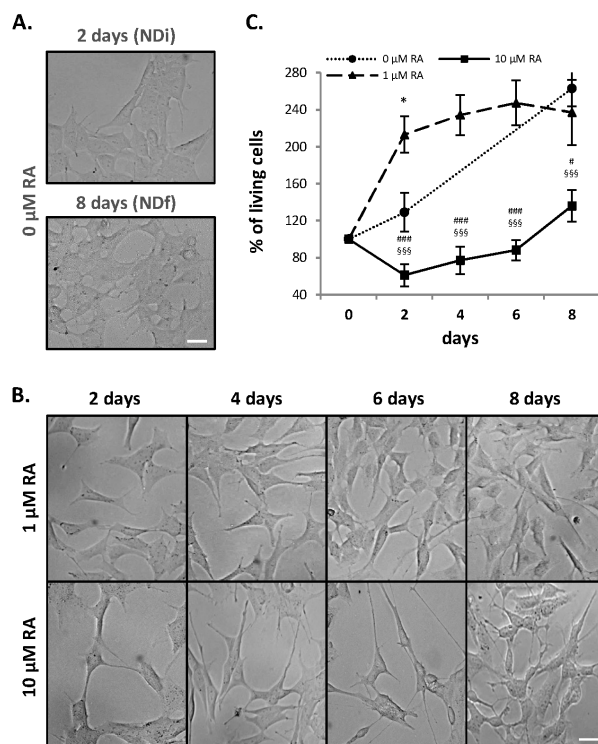 A.
2 days (NDi)
0 µM RA
8 days (NDf)
C.
0 µM RA
10 µM RA
1 µM RA
% of living cells
280
240
200
160
120
80
40
*
###
§§§
###
§§§
###
§§§
#
§§§
0
2
4
6
8
days
B.
2 days
4 days
6 days
8 days
1 µM RA
10 µM RA